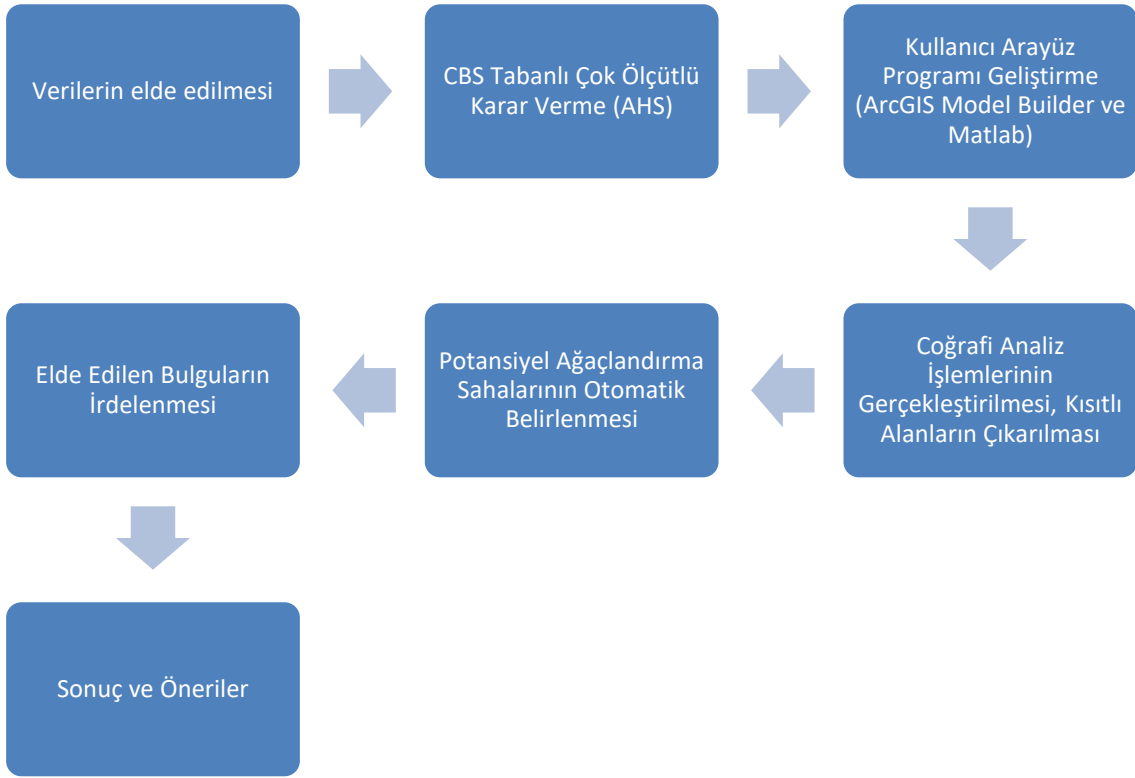 Verilerin elde edilmesi
CBS Tabanlı Çok Ölçütlü
Karar Verme (AHS)
Kullanıcı Arayüz
Programı Geliştirme
(ArcGIS Model Builder ve
Matlab)
Coğrafi Analiz
İşlemlerinin
Gerçekleştirilmesi, Kısıtlı
Alanların Çıkarılması
Potansiyel Ağaçlandırma
Sahalarının Otomatik
Belirlenmesi
Elde Edilen Bulguların
İrdelenmesi
Sonuç ve Öneriler